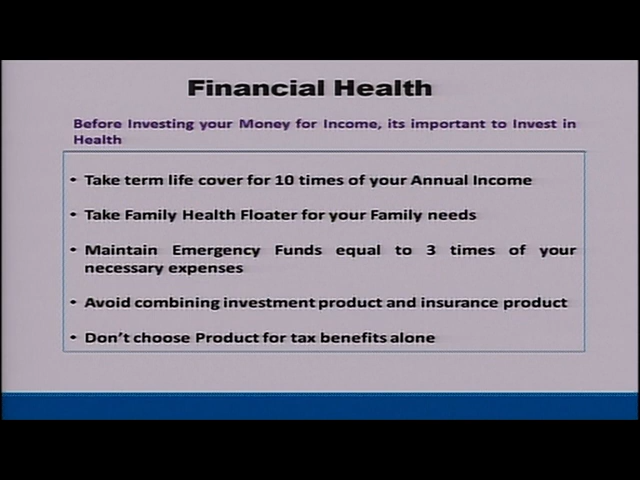 Financial Health
Before Investing your Money for Income, its important to Invest in
Health
• Take term life cover for 10 times of your Annual Income
• Take Family Health Floater for your Family needs
• Maintain Emergency Funds equal to 3 times of your
necessary expenses
• Avoid combining investment product and insurance product
• Don't choose Product for tax benefits alone